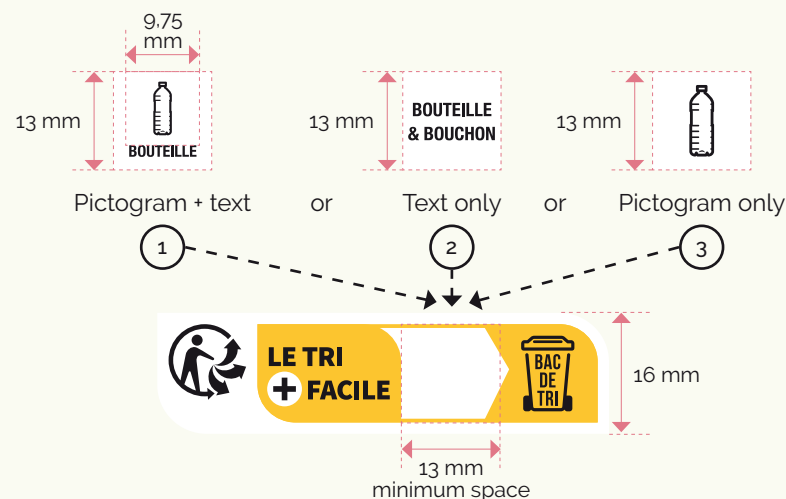 9,75
mm
13 mm
BOUTEILLE
13 mm
BOUTEILLE
& BOUCHON
13 mm
Pictogram + text
or
Text only
or
Pictogram only
1
2
3
LE TRI
+ FACILE
BAC
DE
TRI
16 mm
13 mm
minimum space